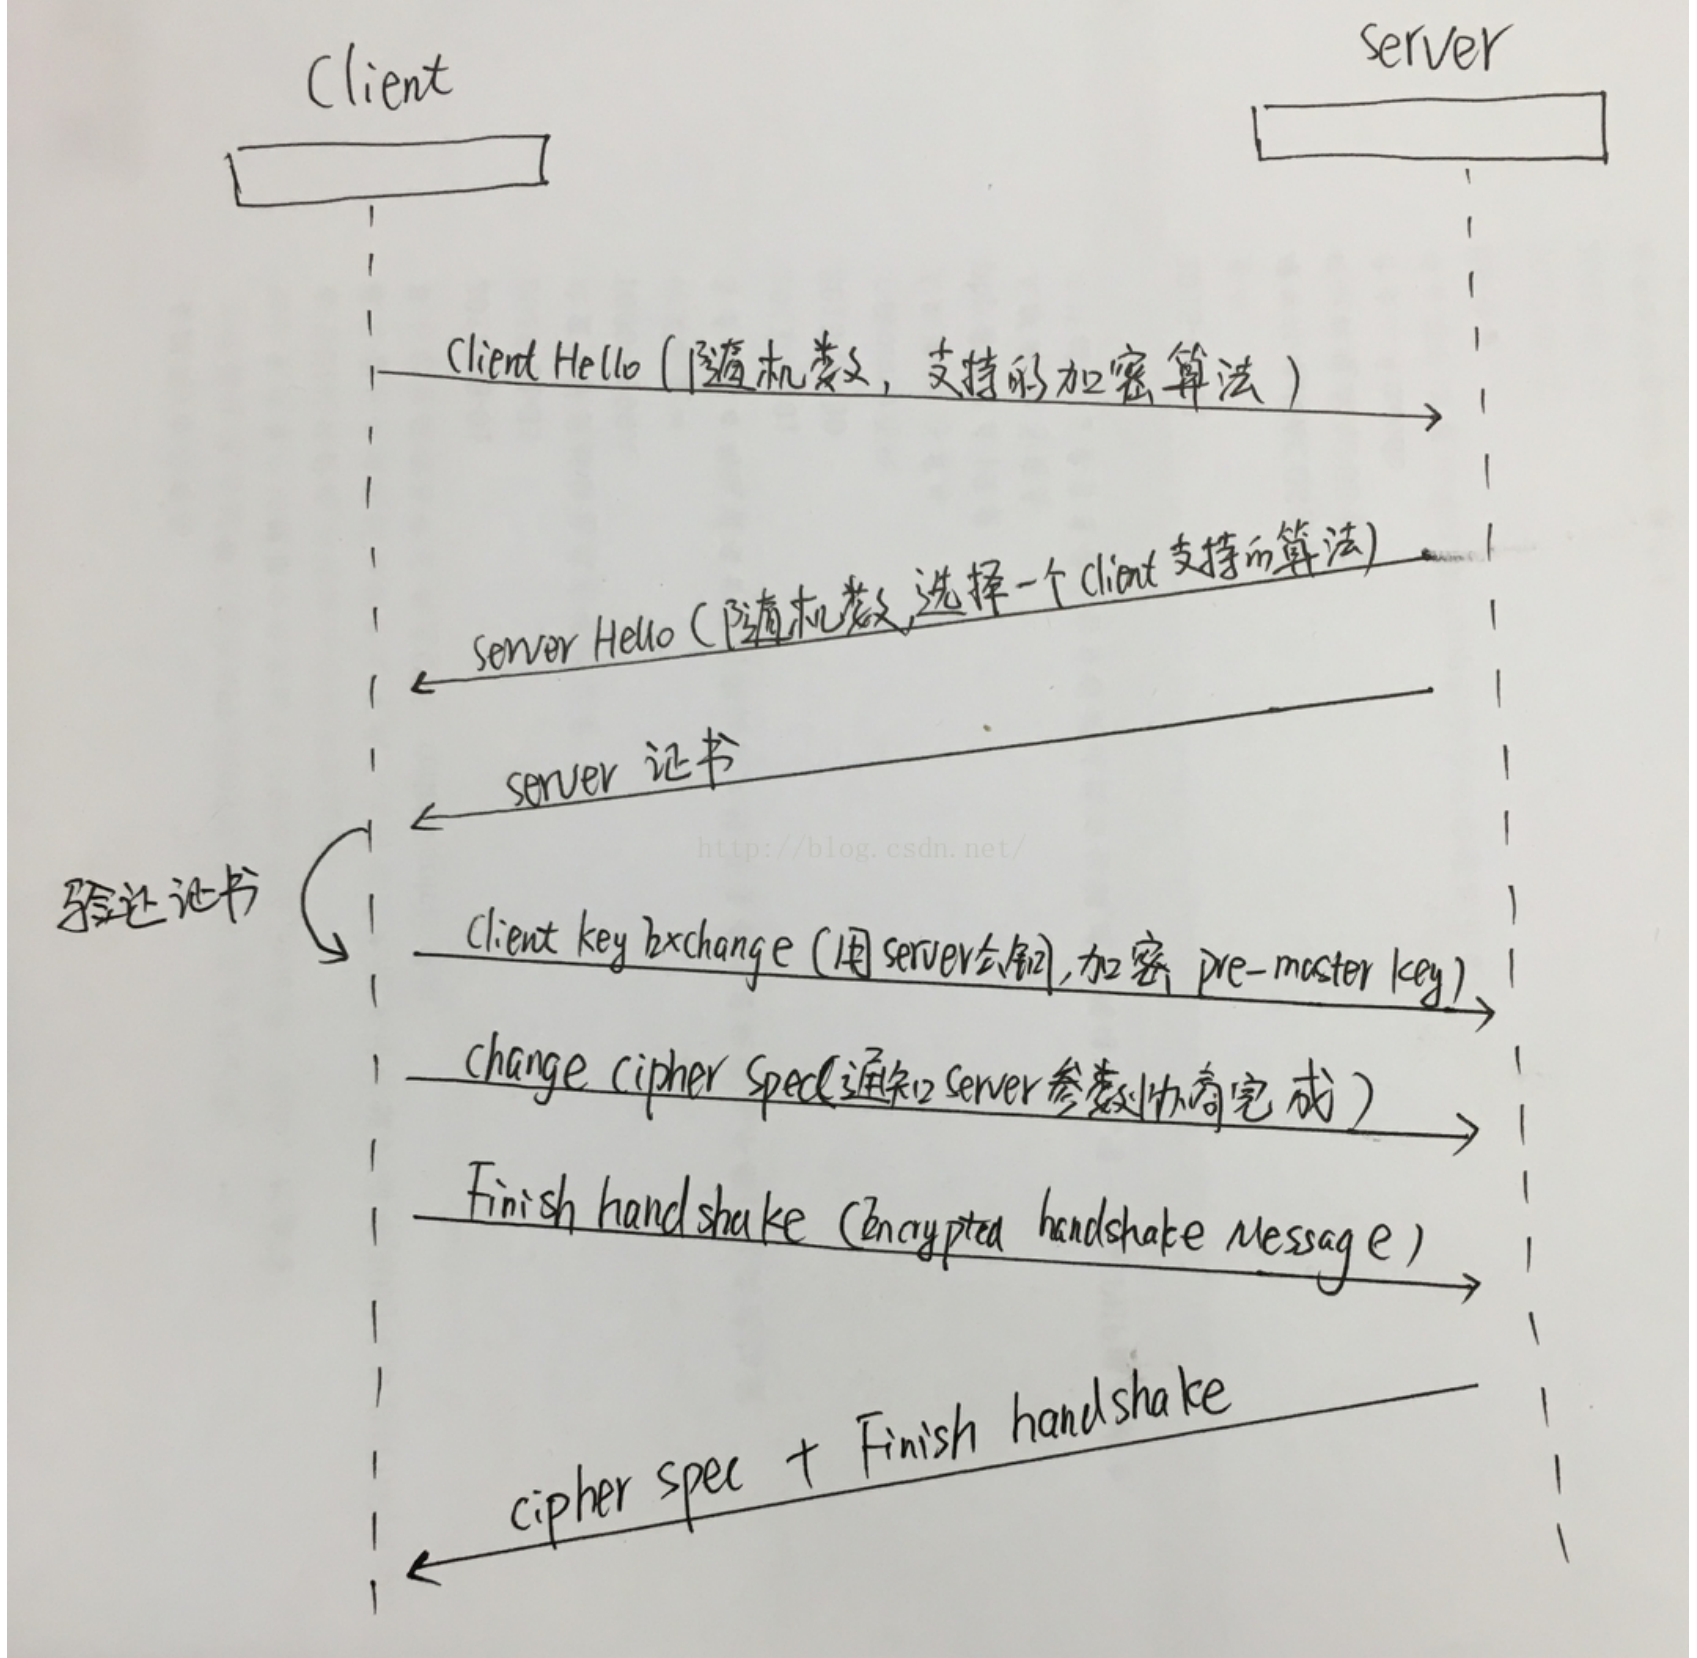 Client
server
Client Hello (随机数，支持的加密算法)
server Hello (随机数,选择一个client支持的算法)
server 证书
http://blog.csdn.net/
验证证书
Client key Exchange (用server公钥,加密 pre-master key)
change cipher spec(通知server参数协商完成)
Finish handshake (Encrypted handshake Message)
cipher spec + Finish handshake